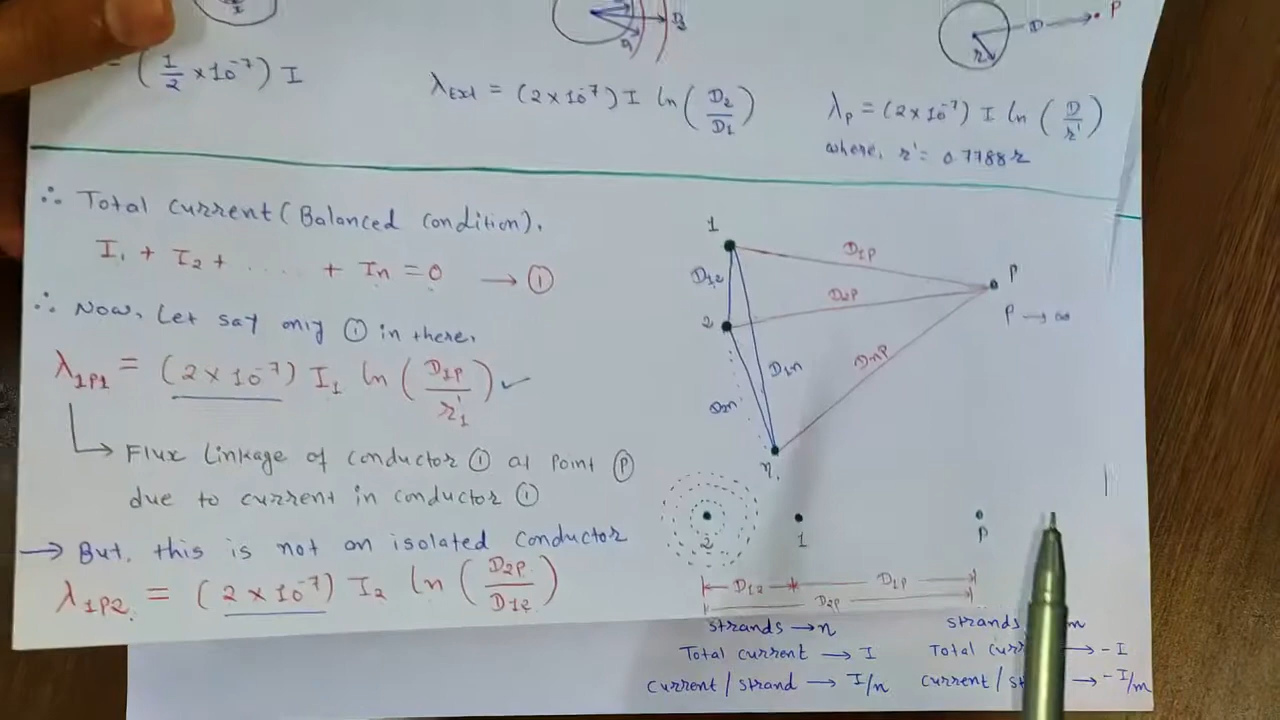 = (1/2 × 10⁻⁷) I
D₂
D₁
λExt = (2 × 10⁻⁷) I ln (D₂/D₁)
r
D
P
λp = (2 × 10⁻⁷) I ln (D/r')
where, r' = 0.7788r
∴ Total current (Balanced condition).
I₁ + I₂ + .... + In = 0 → ①
∴ Now, Let say only ① in there.
λ1P1 = (2 × 10⁻⁷) I₁ ln (D1P/r'₁) ✓
→ Flux Linkage of conductor ① at Point Ⓟ
due to current in conductor ①
→ But, this is not an isolated conductor
λ1P2 = (2 × 10⁻⁷) I₂ ln (D2P/D12)
1
D1P
D12
P
D2P
2
P → ∞
DnP
D1n
D2n
n.
2
1
P
D12
D1P
D2P
strands → n
Total current → I
current / strand → I/n
strands m
Total → -I
current / → -I/m